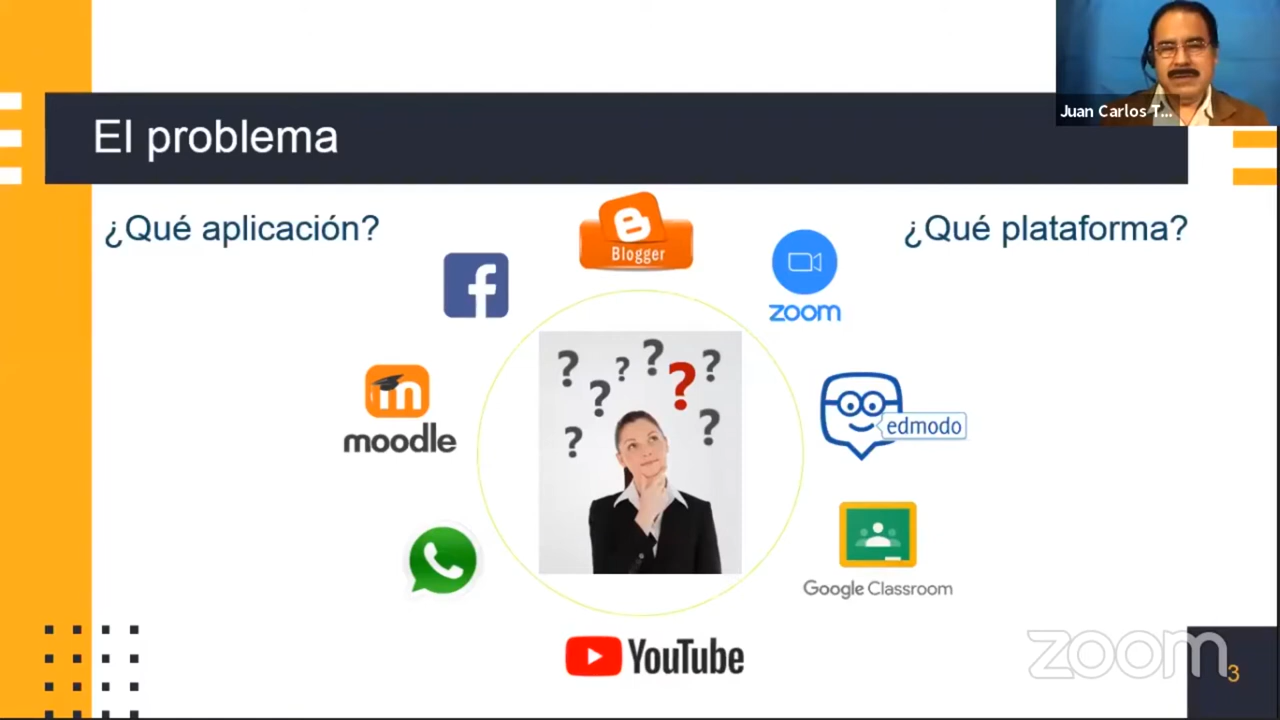 Juan Carlos T...
El problema
¿Qué aplicación?
¿Qué plataforma?
B
Blogger
f
zoom
m
moodle
edmodo
Google Classroom
YouTube
zoom
3
? ? ? ? ? ? ? ?